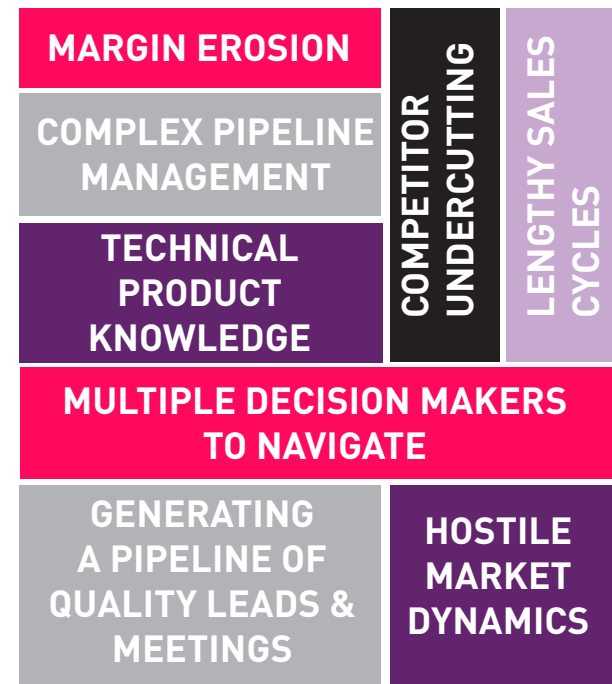 MARGIN EROSION
COMPLEX PIPELINE
MANAGEMENT
TECHNICAL
PRODUCT
KNOWLEDGE
COMPETITOR
UNDERCUTTING
LENGTHY SALES
CYCLES
MULTIPLE DECISION MAKERS
TO NAVIGATE
GENERATING
A PIPELINE OF
QUALITY LEADS &
MEETINGS
HOSTILE
MARKET
DYNAMICS